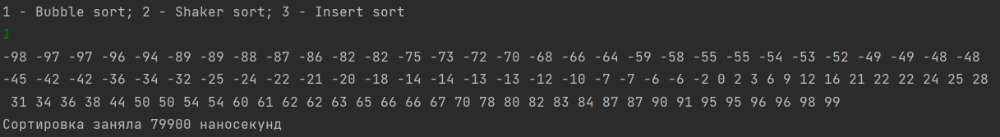 1 - Bubble sort; 2 - Shaker sort; 3 - Insert sort
1
-98 -97 -97 -96 -94 -89 -89 -88 -87 -86 -82 -82 -75 -73 -72 -70 -68 -66 -64 -59 -58 -55 -55 -54 -53 -52 -49 -49 -48 -48
-45 -42 -42 -36 -34 -32 -25 -24 -22 -21 -20 -18 -14 -14 -13 -13 -12 -10 -7 -7 -6 -6 -2 0 2 3 6 9 12 16 21 22 22 24 25 28
31 34 36 38 44 50 50 54 54 60 61 62 62 63 65 66 66 67 70 78 80 82 83 84 87 87 90 91 95 95 96 96 98 99
Сортировка заняла 79900 наносекунд